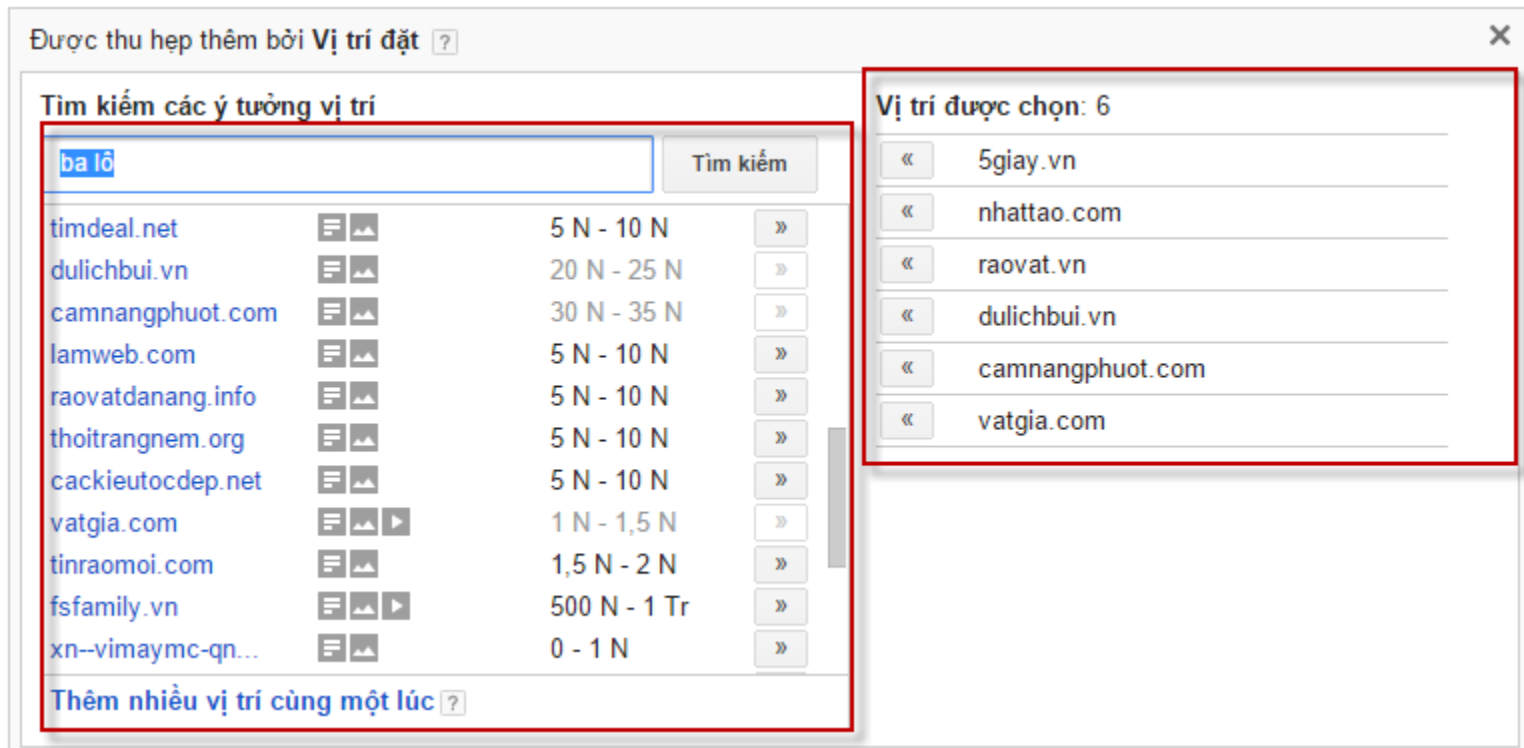 Được thu hẹp thêm bởi Vị trí đặt ?
Tìm kiếm các ý tưởng vị trí
ba lô Tìm kiếm
timdeal.net 5 N - 10 N »
dulichbui.vn 20 N - 25 N »
camnangphuot.com 30 N - 35 N »
lamweb.com 5 N - 10 N »
raovatdanang.info 5 N - 10 N »
thoitrangnem.org 5 N - 10 N »
cackieutocdep.net 5 N - 10 N »
vatgia.com 1 N - 1,5 N »
tinraomoi.com 1,5 N - 2 N »
fsfamily.vn 500 N - 1 Tr »
xn--vimaymc-qn... 0 - 1 N »
Thêm nhiều vị trí cùng một lúc ?
Vị trí được chọn: 6
« 5giay.vn
« nhattao.com
« raovat.vn
« dulichbui.vn
« camnangphuot.com
« vatgia.com